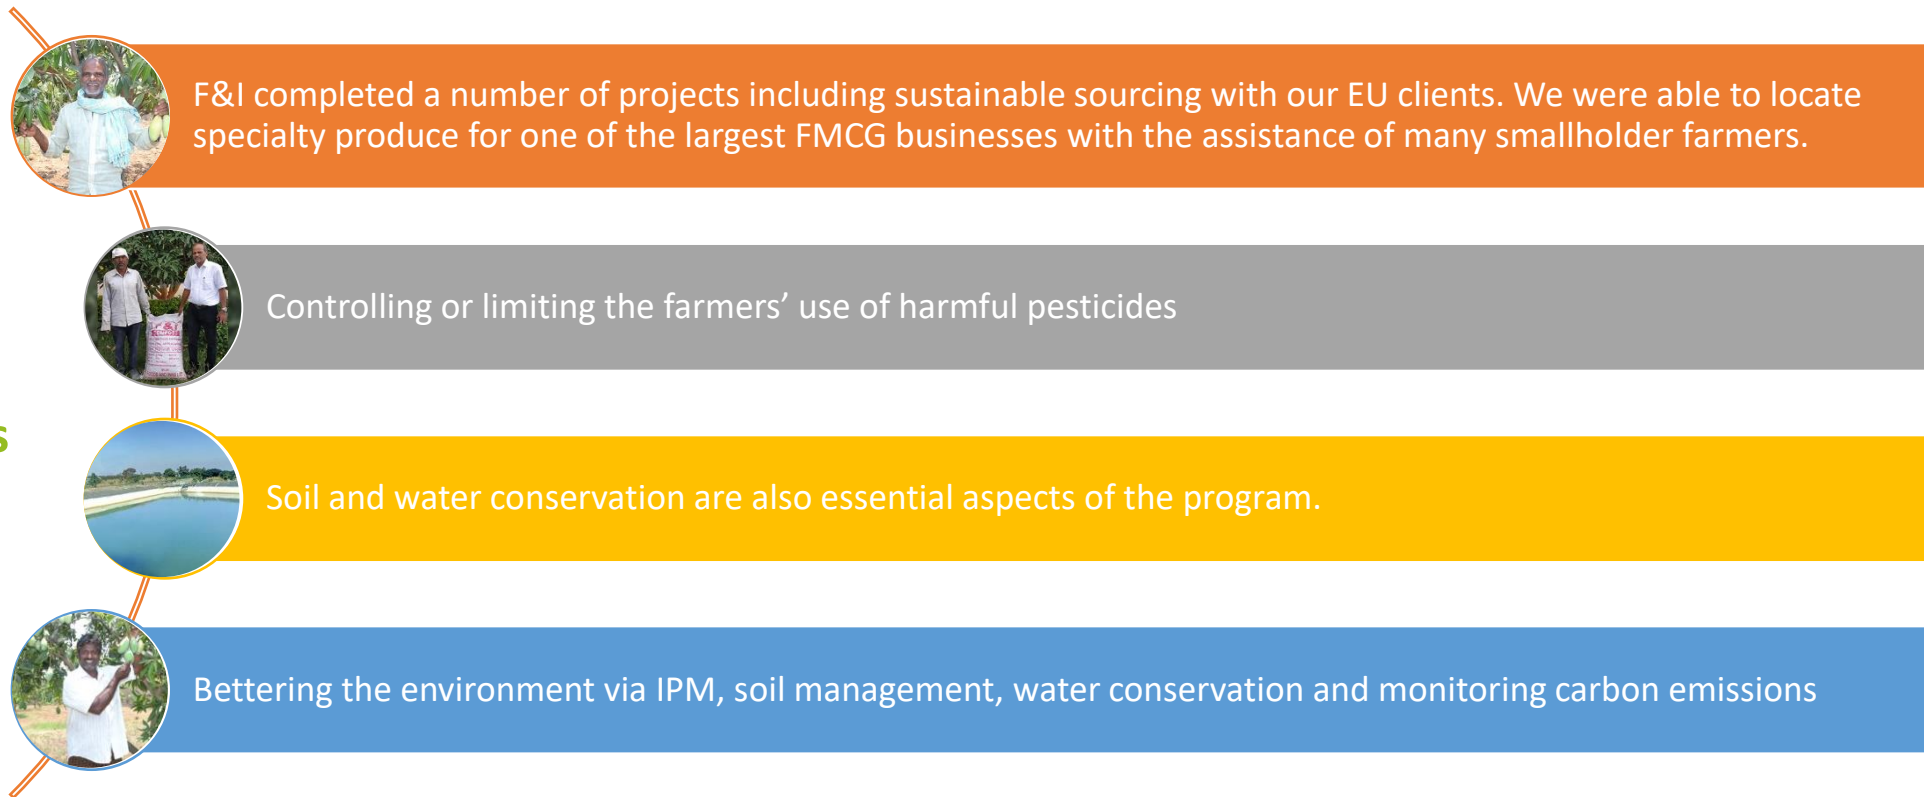 F&I completed a number of projects including sustainable sourcing with our EU clients. We were able to locate
specialty produce for one of the largest FMCG businesses with the assistance of many smallholder farmers.
Controlling or limiting the farmers’ use of harmful pesticides
F & I
s
Soil and water conservation are also essential aspects of the program.
Bettering the environment via IPM, soil management, water conservation and monitoring carbon emissions